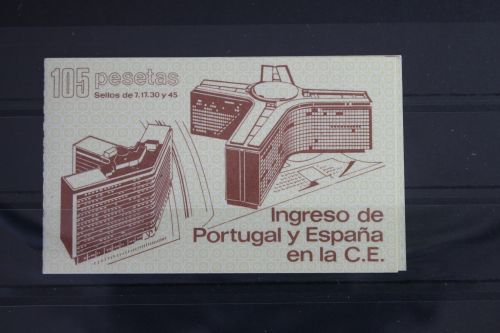 105 pesetas
Sellos de 7.17.30 y 45
Ingreso de
Portugal y España
en la C.E.